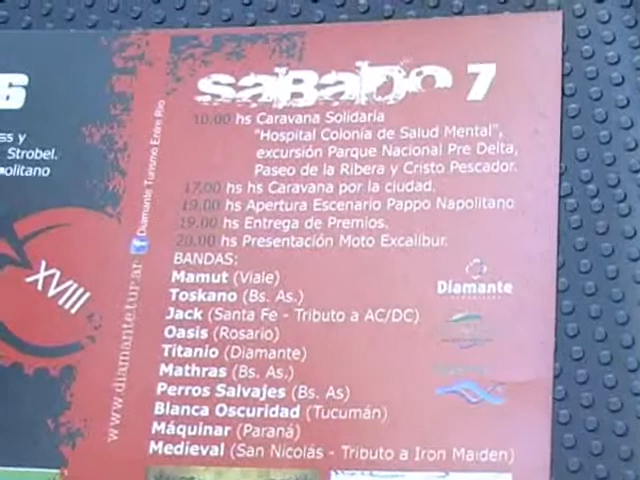 6
ss y
Strobel.
politano
XVIII
www.diamantetur.ar
f Diamante Turismo Entre Rio
saBaDo 7
10.00 hs Caravana Solidaria
"Hospital Colonia de Salud Mental",
excursión Parque Nacional Pre Delta,
Paseo de la Ribera y Cristo Pescador.
17.00 hs hs Caravana por la ciudad.
19.00 hs Apertura Escenario Pappo Napolitano
19.00 hs Entrega de Premios.
20.00 hs Presentación Moto Excalibur.
BANDAS:
Mamut (Viale)
Toskano (Bs. As.)
Jack (Santa Fe - Tributo a AC/DC)
Oasis (Rosario)
Titanio (Diamante)
Mathras (Bs. As.)
Perros Salvajes (Bs. As)
Blanca Oscuridad (Tucumán)
Máquinar (Paraná)
Medieval (San Nicolás - Tributo a Iron Maiden)
Diamante